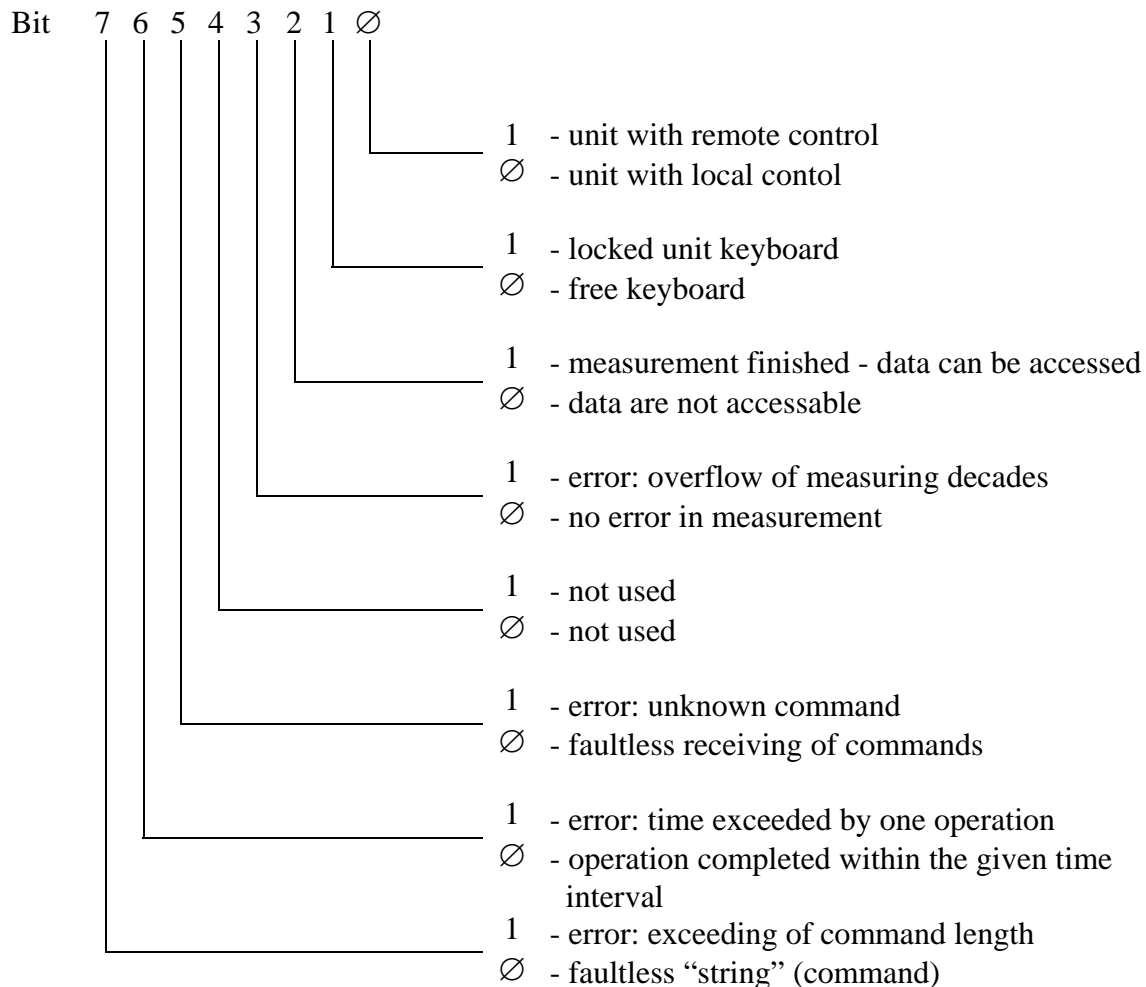 Bit 7 6 5 4 3 2 1 ∅
1 - unit with remote control
∅ - unit with local contol
1 - locked unit keyboard
∅ - free keyboard
1 - measurement finished - data can be accessed
∅ - data are not accessable
1 - error: overflow of measuring decades
∅ - no error in measurement
1 - not used
∅ - not used
1 - error: unknown command
∅ - faultless receiving of commands
1 - error: time exceeded by one operation
∅ - operation completed within the given time
interval
1 - error: exceeding of command length
∅ - faultless “string” (command)